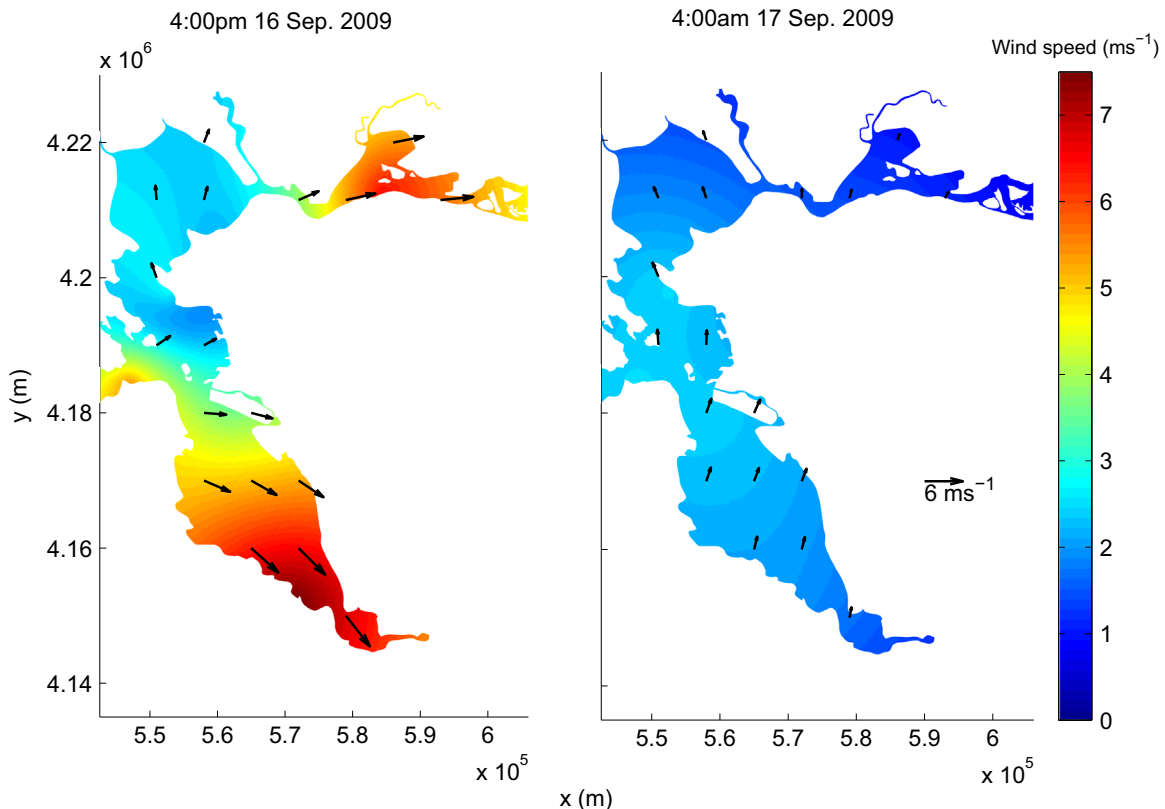 4:00pm 16 Sep. 2009
4:00am 17 Sep. 2009
Wind speed (ms⁻¹)
x 10⁶
4.22
4.2
4.18
4.16
4.14
y (m)
5.5 5.6 5.7 5.8 5.9 6
x 10⁵
6 ms⁻¹
5.5 5.6 5.7 5.8 5.9 6
x 10⁵
x (m)
7
6
5
4
3
2
1
0